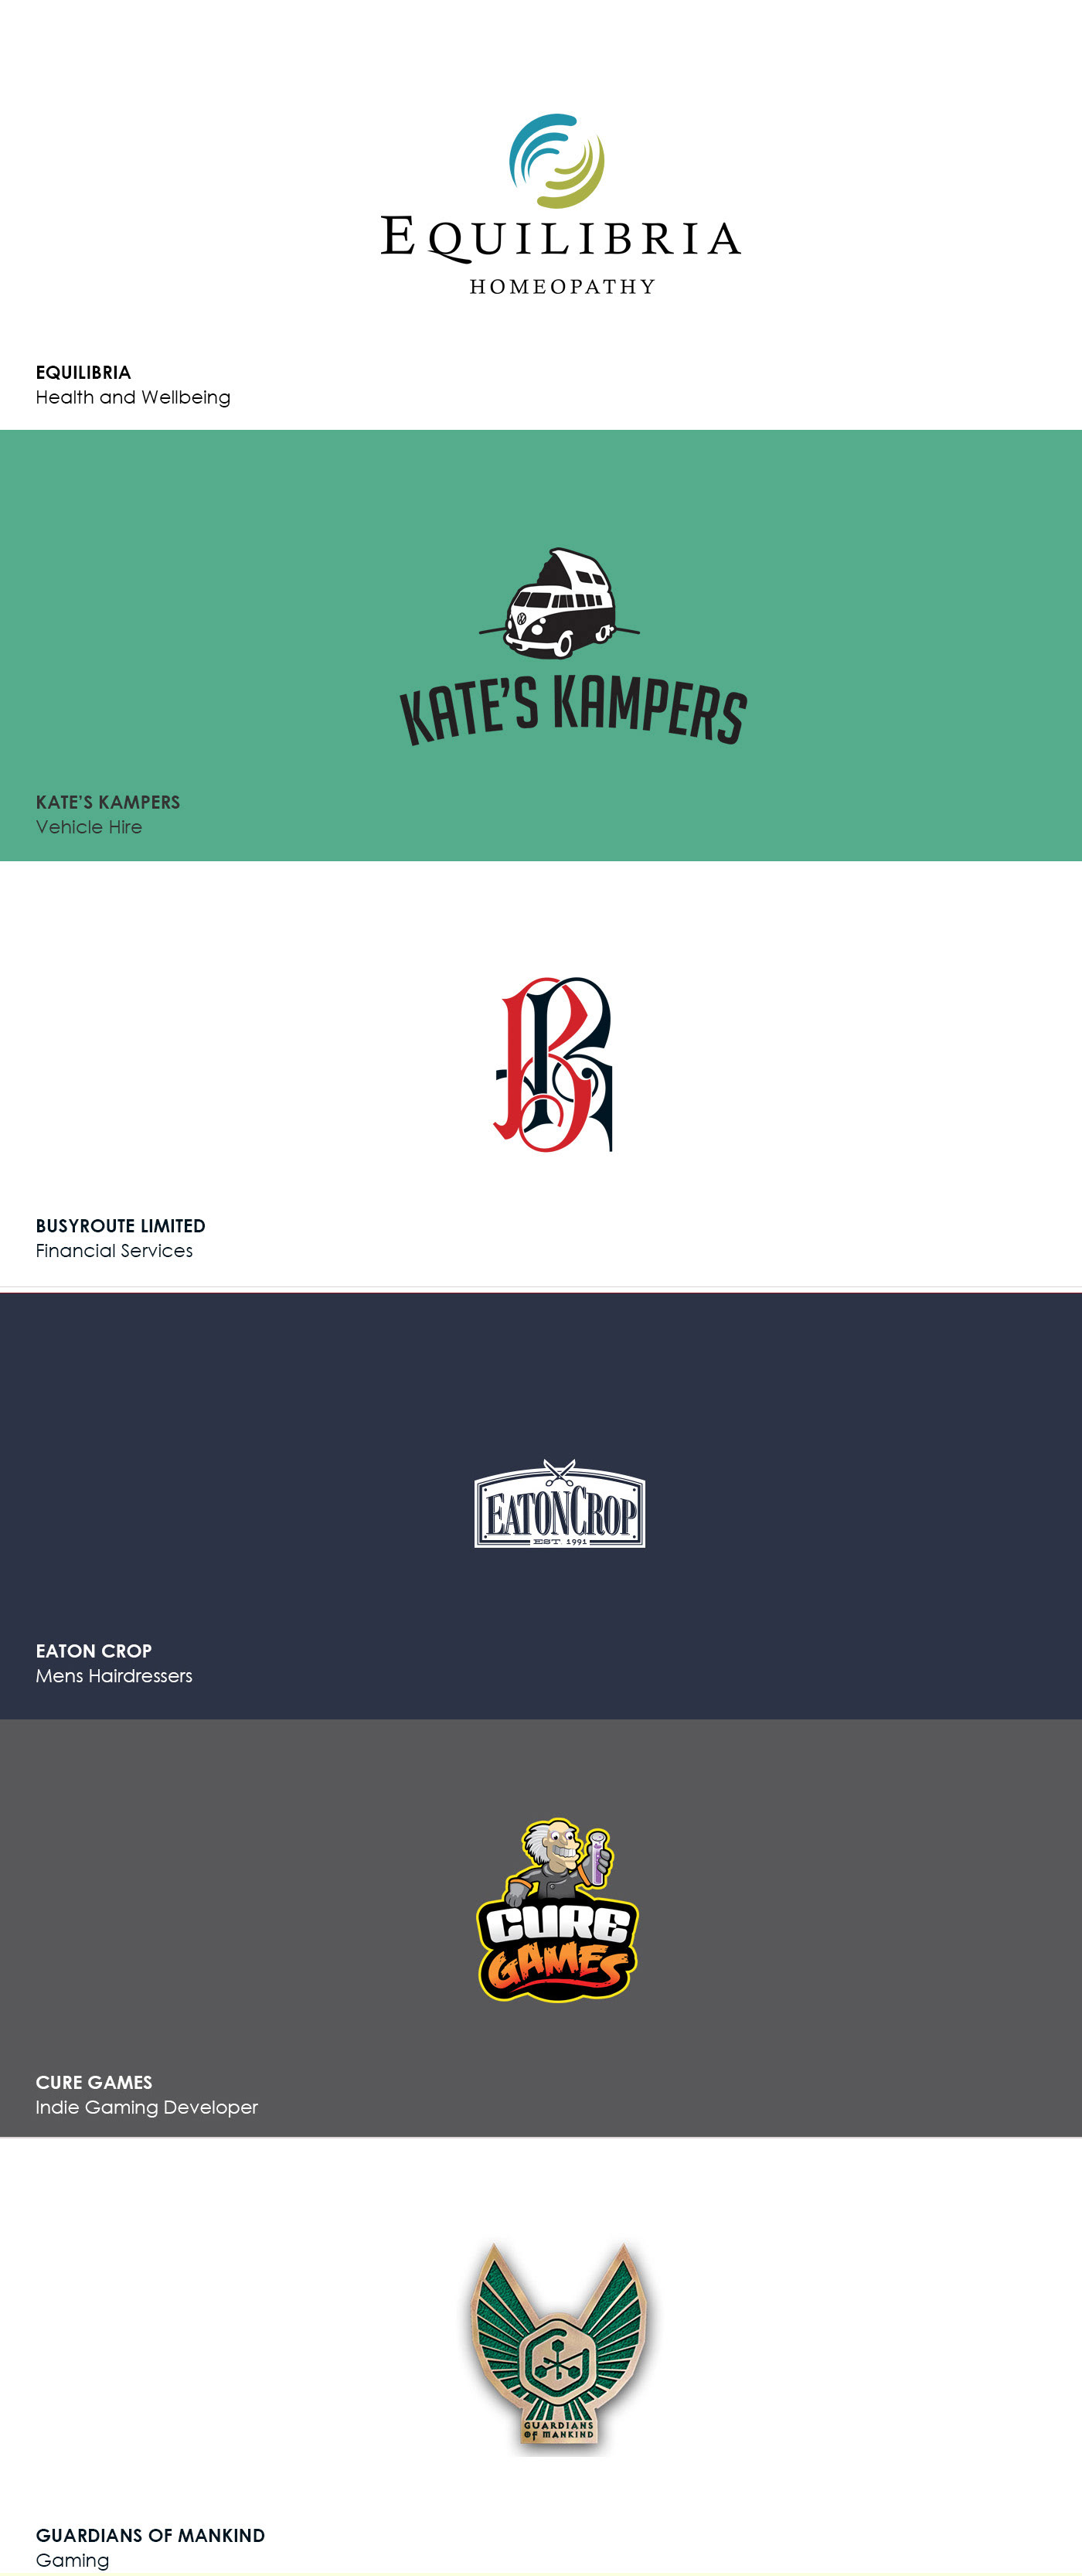 EQUILIBRIA
HOMEOPATHY
EQUILIBRIA
Health and Wellbeing
KATE'S KAMPERS
KATE'S KAMPERS
Vehicle Hire
BR
BUSYROUTE LIMITED
Financial Services
EATONCROP
EST. 1991
EATON CROP
Mens Hairdressers
CURE
GAMES
CURE GAMES
Indie Gaming Developer
GUARDIANS
OF MANKIND
GUARDIANS OF MANKIND
Gaming